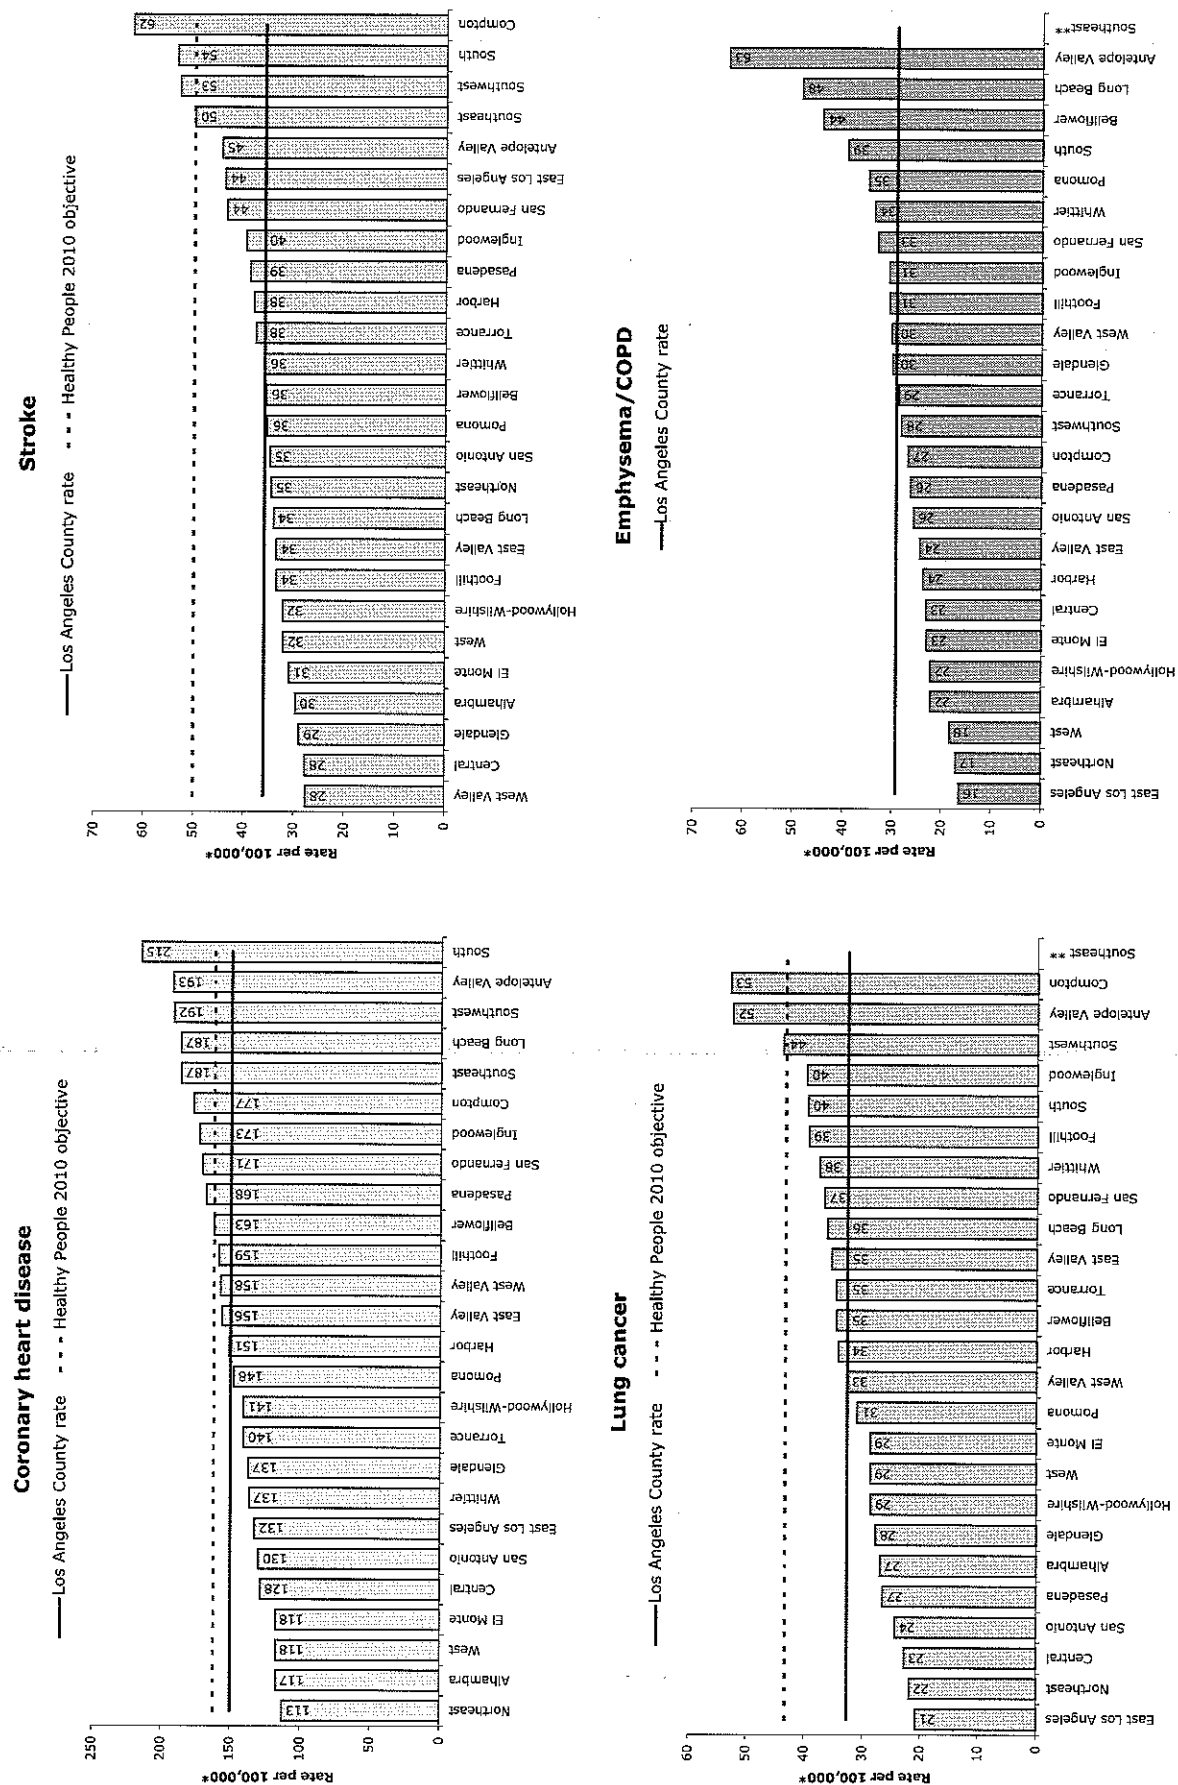 Stroke
Los Angeles County rate - - - Healthy People 2010 objective
Rate per 100,000*
70
60
50
40
30
20
10
0
28 28 29 30 31 32 32 34 34 34 35 35 36 36 36 38 38 39 40 44 44 45 50 53 54 62
West Valley
Central
Glendale
Alhambra
El Monte
West
Hollywood-Wilshire
Foothill
East Valley
Long Beach
Northeast
San Antonio
Pomona
Bellflower
Whittier
Torrance
Harbor
Pasadena
Inglewood
San Fernando
East Los Angeles
Antelope Valley
Southeast
Southwest
South
Compton
Emphysema/COPD
Los Angeles County rate
Rate per 100,000*
70
60
50
40
30
20
10
0
16 17 18 22 22 23 23 24 24 26 26 27 28 29 30 30 31 31 33 34 35 39 44 48 63
East Los Angeles
Northeast
West
Alhambra
Hollywood-Wilshire
El Monte
Central
Harbor
East Valley
San Antonio
Pasadena
Compton
Southwest
Torrance
Glendale
West Valley
Foothill
Inglewood
San Fernando
Whittier
Pomona
South
Bellflower
Long Beach
Antelope Valley
Southeast**
Coronary heart disease
Los Angeles County rate - - - Healthy People 2010 objective
Rate per 100,000*
250
200
150
100
50
0
113 117 118 118 128 130 132 137 137 140 141 148 151 156 158 159 163 168 171 173 177 187 187 192 193 215
Northeast
Alhambra
West
El Monte
Central
San Antonio
East Los Angeles
Whittier
Glendale
Torrance
Hollywood-Wilshire
Pomona
Harbor
East Valley
West Valley
Foothill
Bellflower
Pasadena
San Fernando
Inglewood
Compton
Southeast
Long Beach
Southwest
Antelope Valley
South
Lung cancer
Los Angeles County rate - - - Healthy People 2010 objective
Rate per 100,000*
60
50
40
30
20
10
0
21 22 23 24 27 27 28 29 29 29 31 33 34 35 35 35 36 37 38 39 40 40 44 52 53
East Los Angeles
Northeast
Central
San Antonio
Pasadena
Alhambra
Glendale
Hollywood-Wilshire
West
El Monte
Pomona
West Valley
Harbor
Bellflower
Torrance
East Valley
Long Beach
San Fernando
Whittier
Foothill
South
Inglewood
Southwest
Antelope Valley
Compton
Southeast **